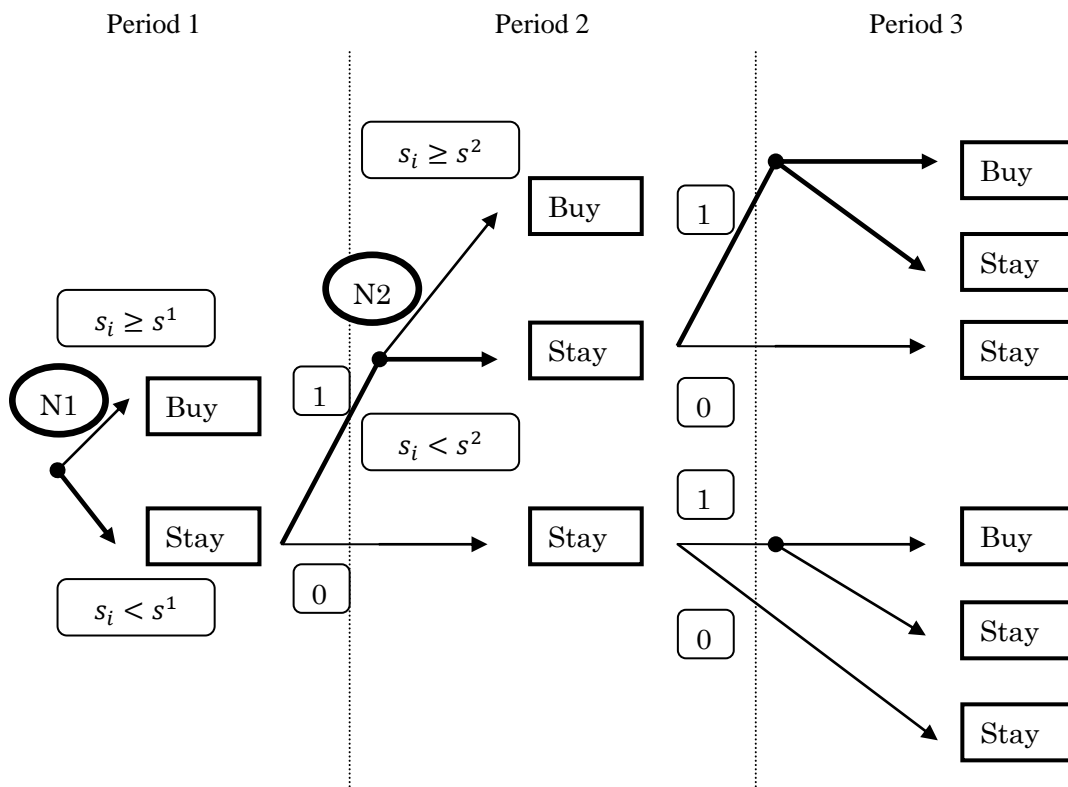 Period 1
Period 2
Period 3
s_i ≥ s^2
Buy
1
Buy
N2
Stay
s_i ≥ s^1
Stay
Stay
1
0
N1
Buy
s_i < s^2
1
Stay
Stay
Buy
0
0
s_i < s^1
Stay
Stay